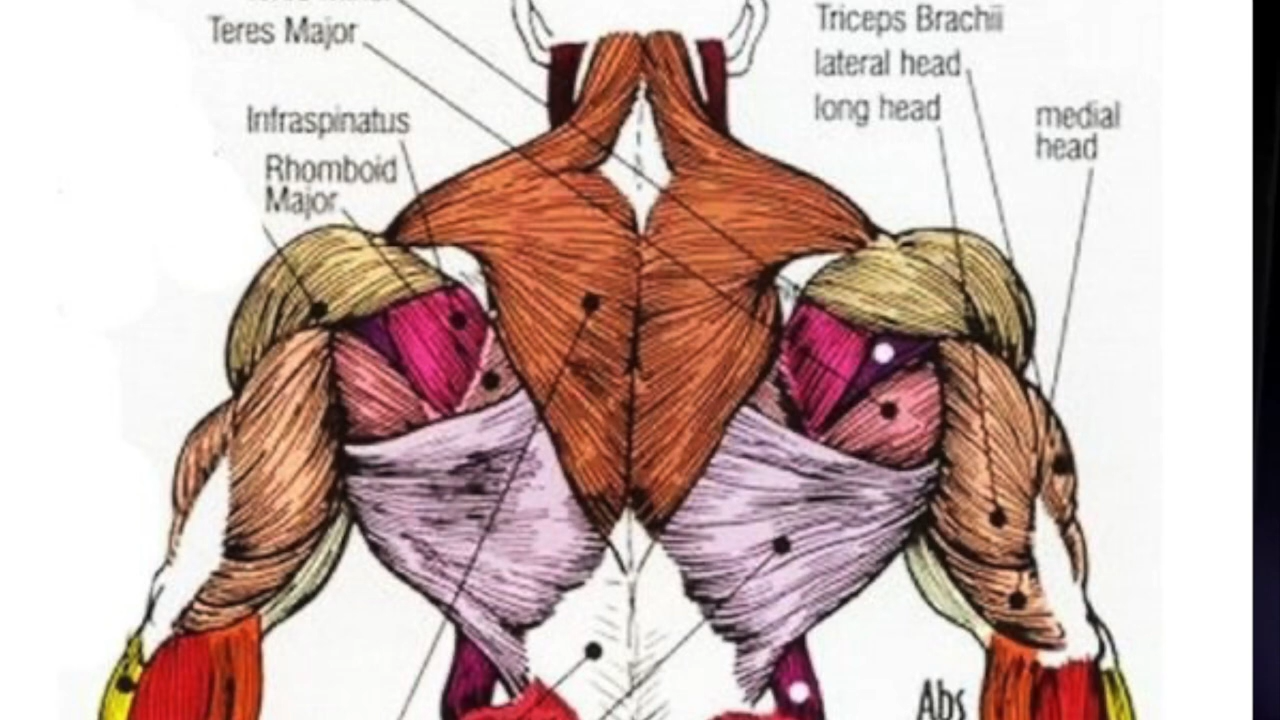 Teres Major
Infraspinatus
Rhomboid
Major
Triceps Brachii
lateral head
long head
medial
head
Abs